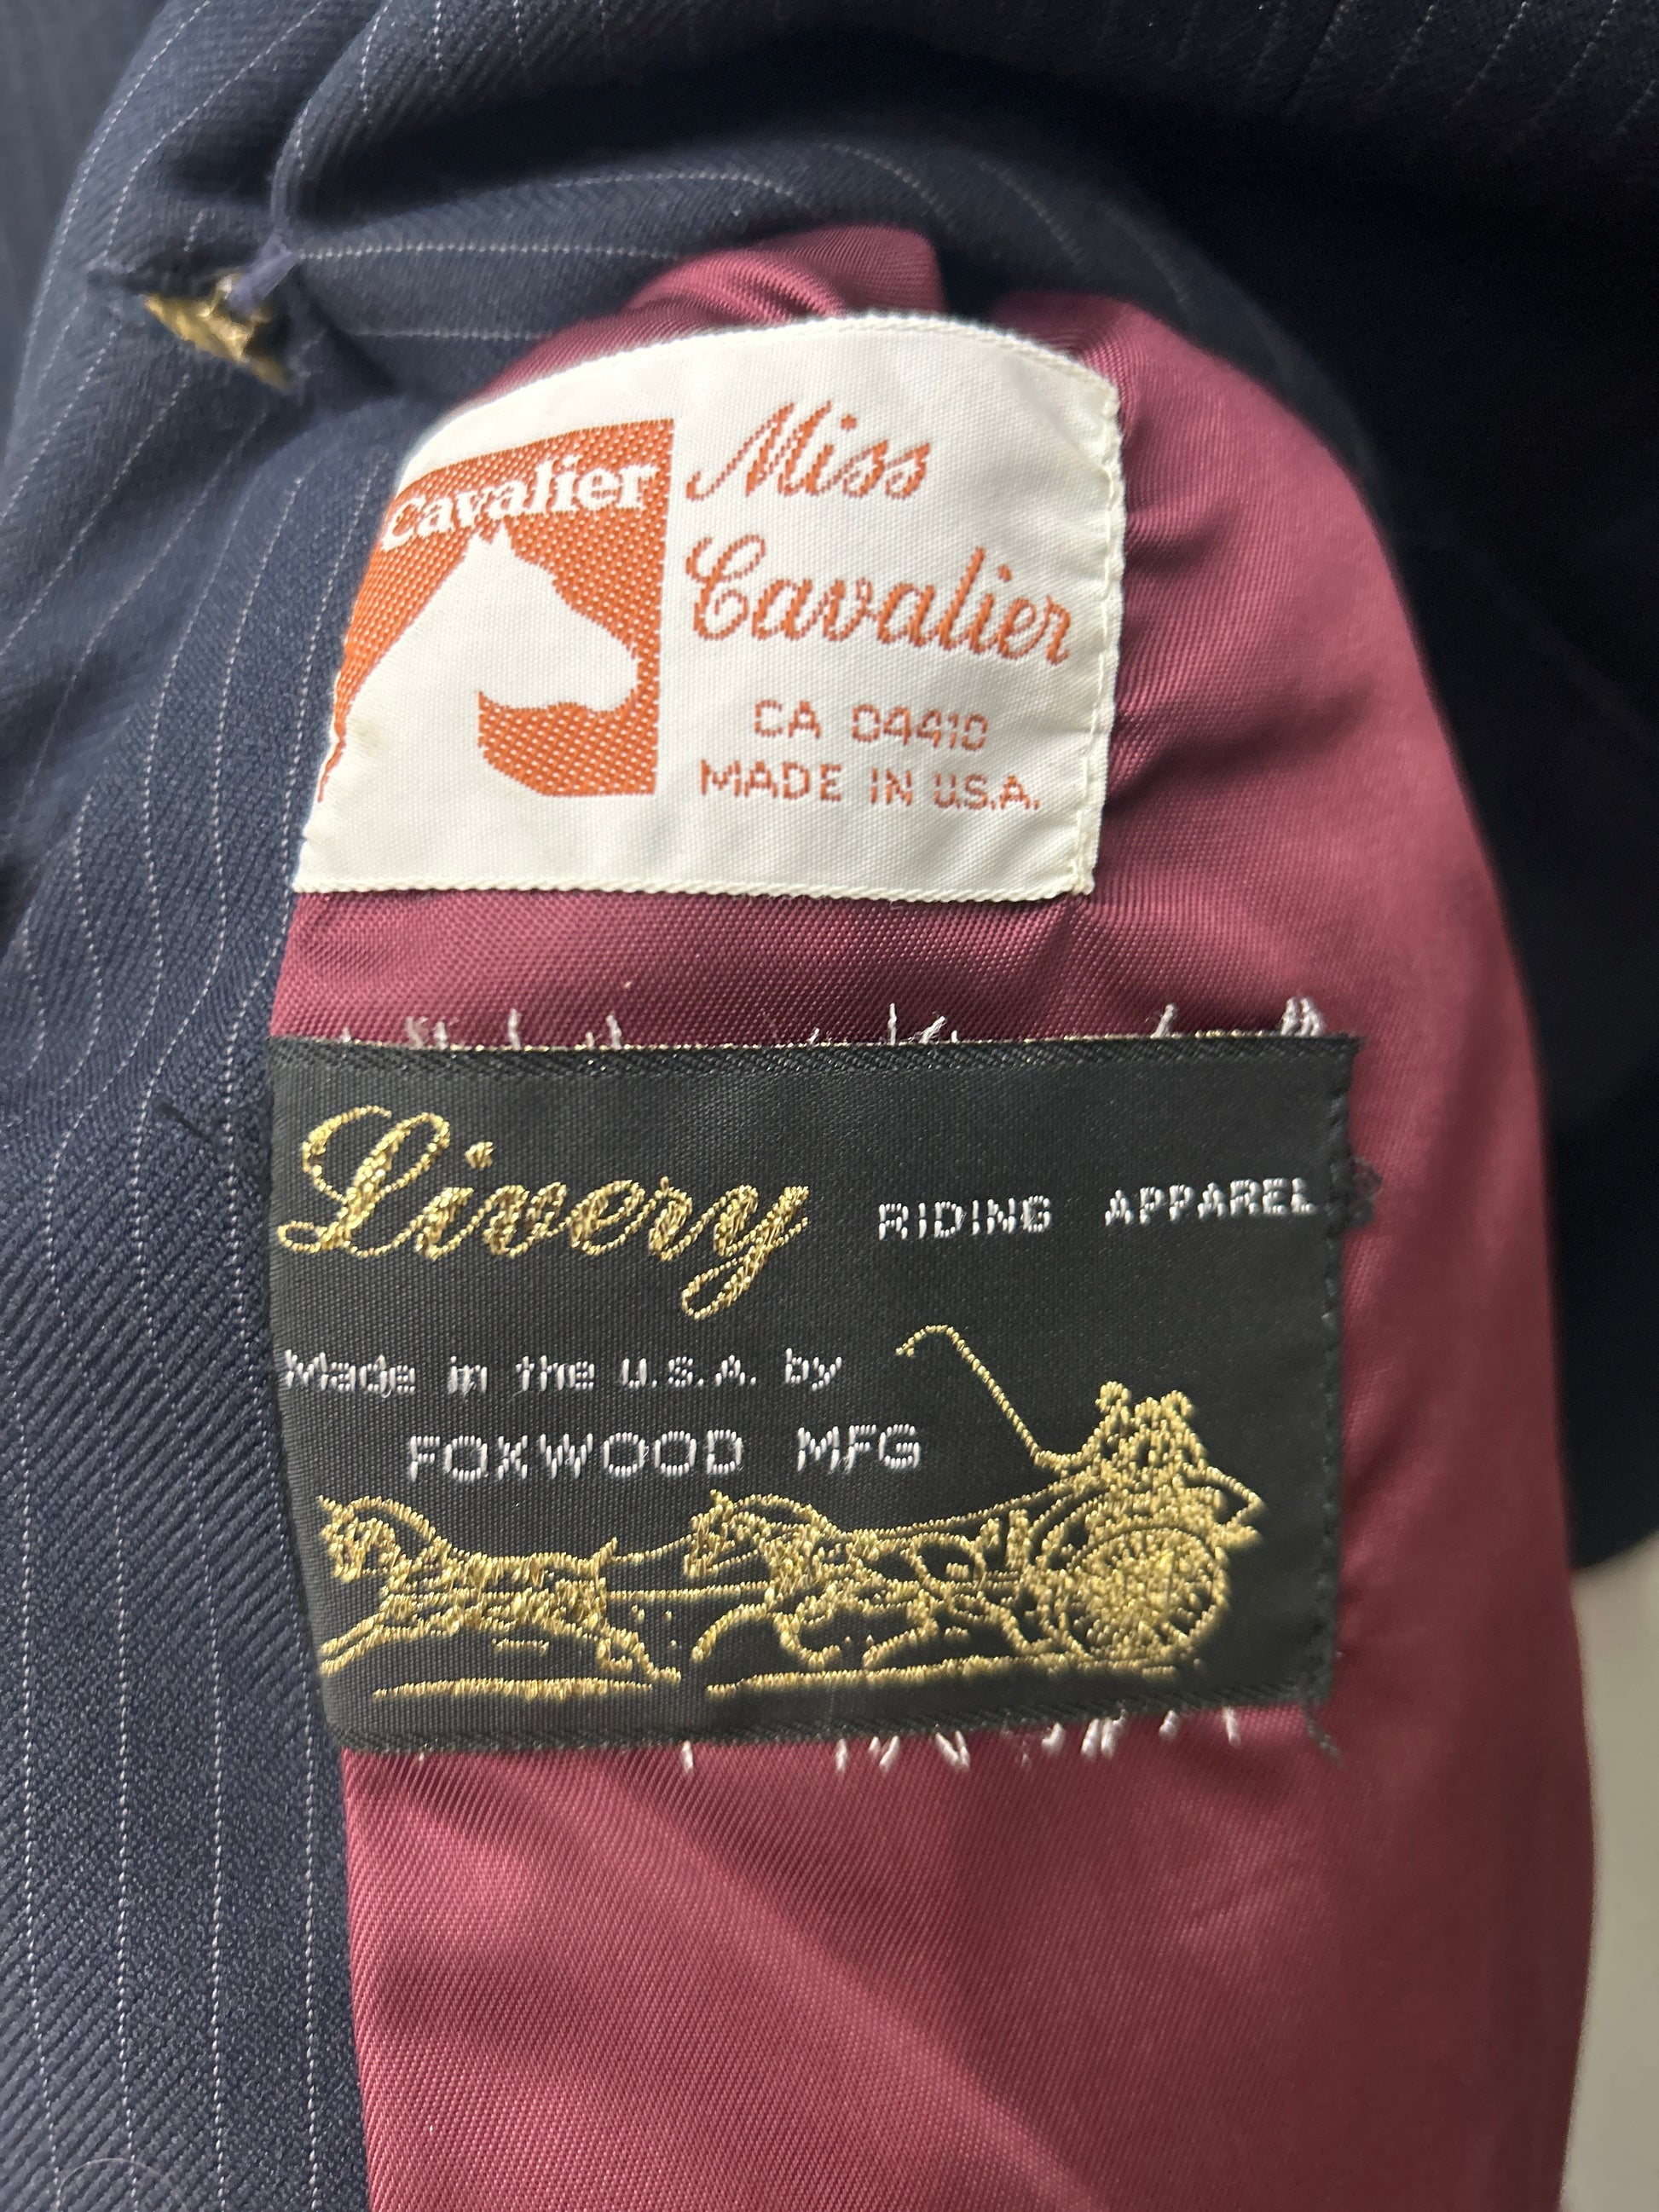 Cavalier
Miss
Cavalier
CA 04410
MADE IN U.S.A.
Livery RIDING APPAREL
Made in the U.S.A. by
FOXWOOD MFG